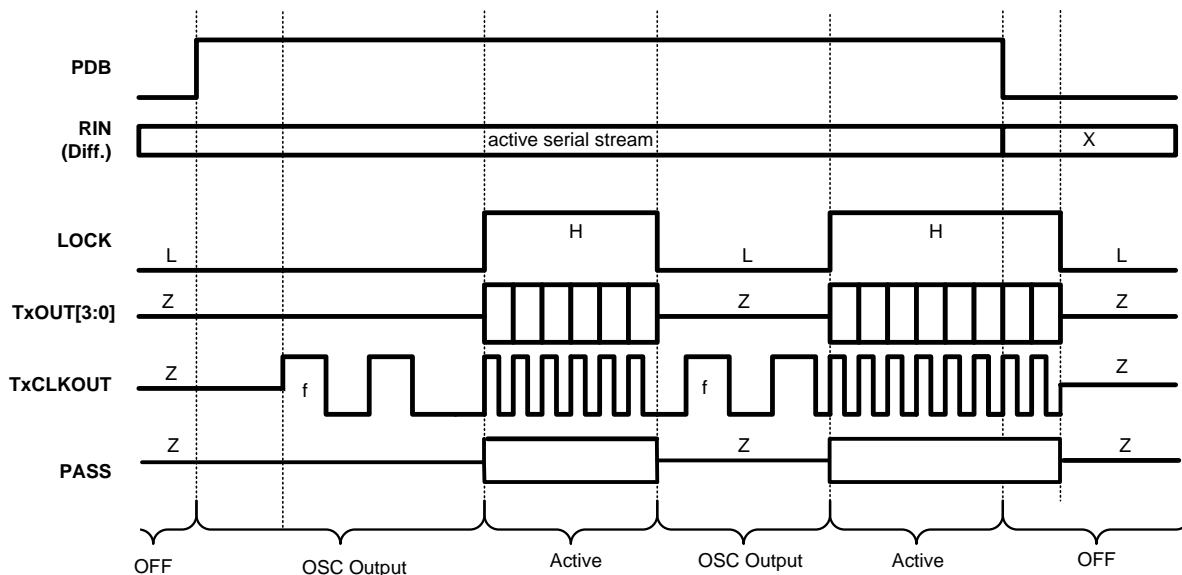 PDB
RIN
(Diff.)
active serial stream
X
LOCK
L
H
L
H
L
TxOUT[3:0]
Z
Z
Z
TxCLKOUT
Z
f
f
Z
PASS
Z
Z
Z
OFF
OSC Output
Active
OSC Output
Active
OFF